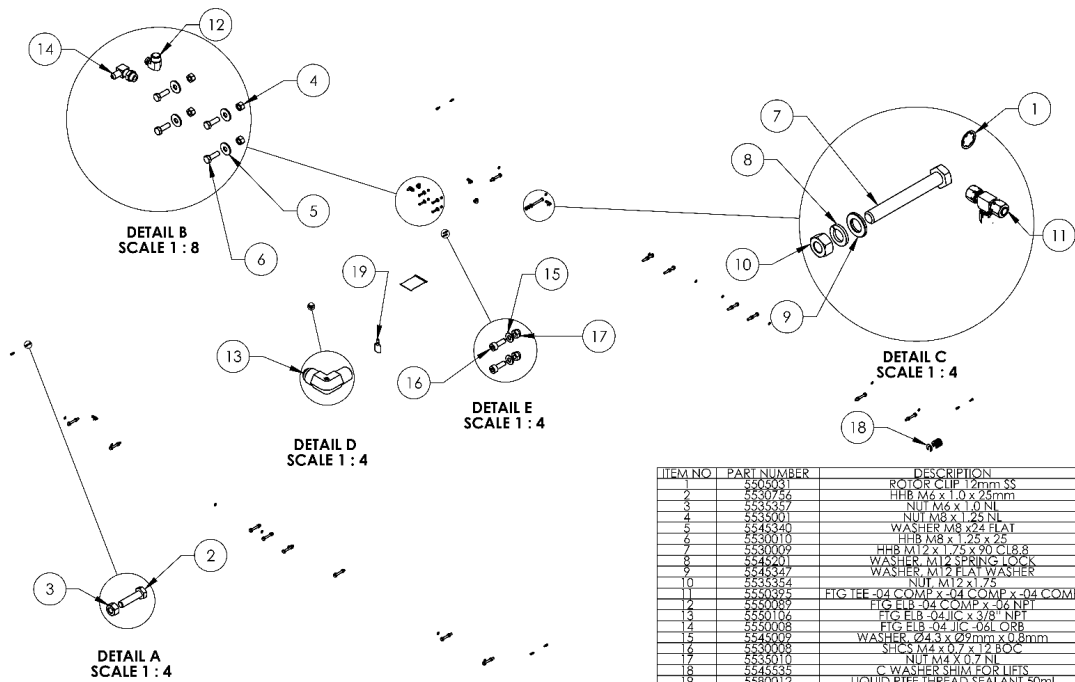 12
14
4
7
1
8
5
6
DETAIL B
SCALE 1 : 8
10
11
19
15
9
13
16
17
DETAIL C
SCALE 1 : 4
DETAIL E
SCALE 1 : 4
DETAIL D
SCALE 1 : 4
18
3
2
DETAIL A
SCALE 1 : 4
ITEM NO PART NUMBER DESCRIPTION
1 5505031 ROTOR CLIP 12mm SS
2 5530756 HHB M6 x 1.0 x 25mm
3 5535357 NUT M6 x 1.0 NL
4 5535001 NUT M8 x 1.25 NL
5 5545340 WASHER M8 x24 FLAT
6 5530010 HHB M8 x 1.25 x 25
7 5530009 HHB M12 x 1.75 x 90 CL8.8
8 5545201 WASHER, M12 SPRING LOCK
9 5545347 WASHER, M12 FLAT WASHER
10 5535354 NUT, M12 x1.75
11 5550395 FTG TEE -04 COMP x -04 COMP x -04 COMP
12 5550089 FTG ELB -04 COMP x -06 NPT
13 5550106 FTG ELB -04JIC x 3/8" NPT
14 5550008 FTG ELB -04 JIC -06L ORB
15 5545009 WASHER, Ø4.3 x Ø9mm x 0.8mm
16 5530008 SHCS M4 x 0.7 x 12 BOC
17 5535010 NUT M4 X 0.7 NL
18 5545535 C WASHER SHIM FOR LIFTS
19 5580012 LIQUID PTFE THREAD SEALANT 50ml